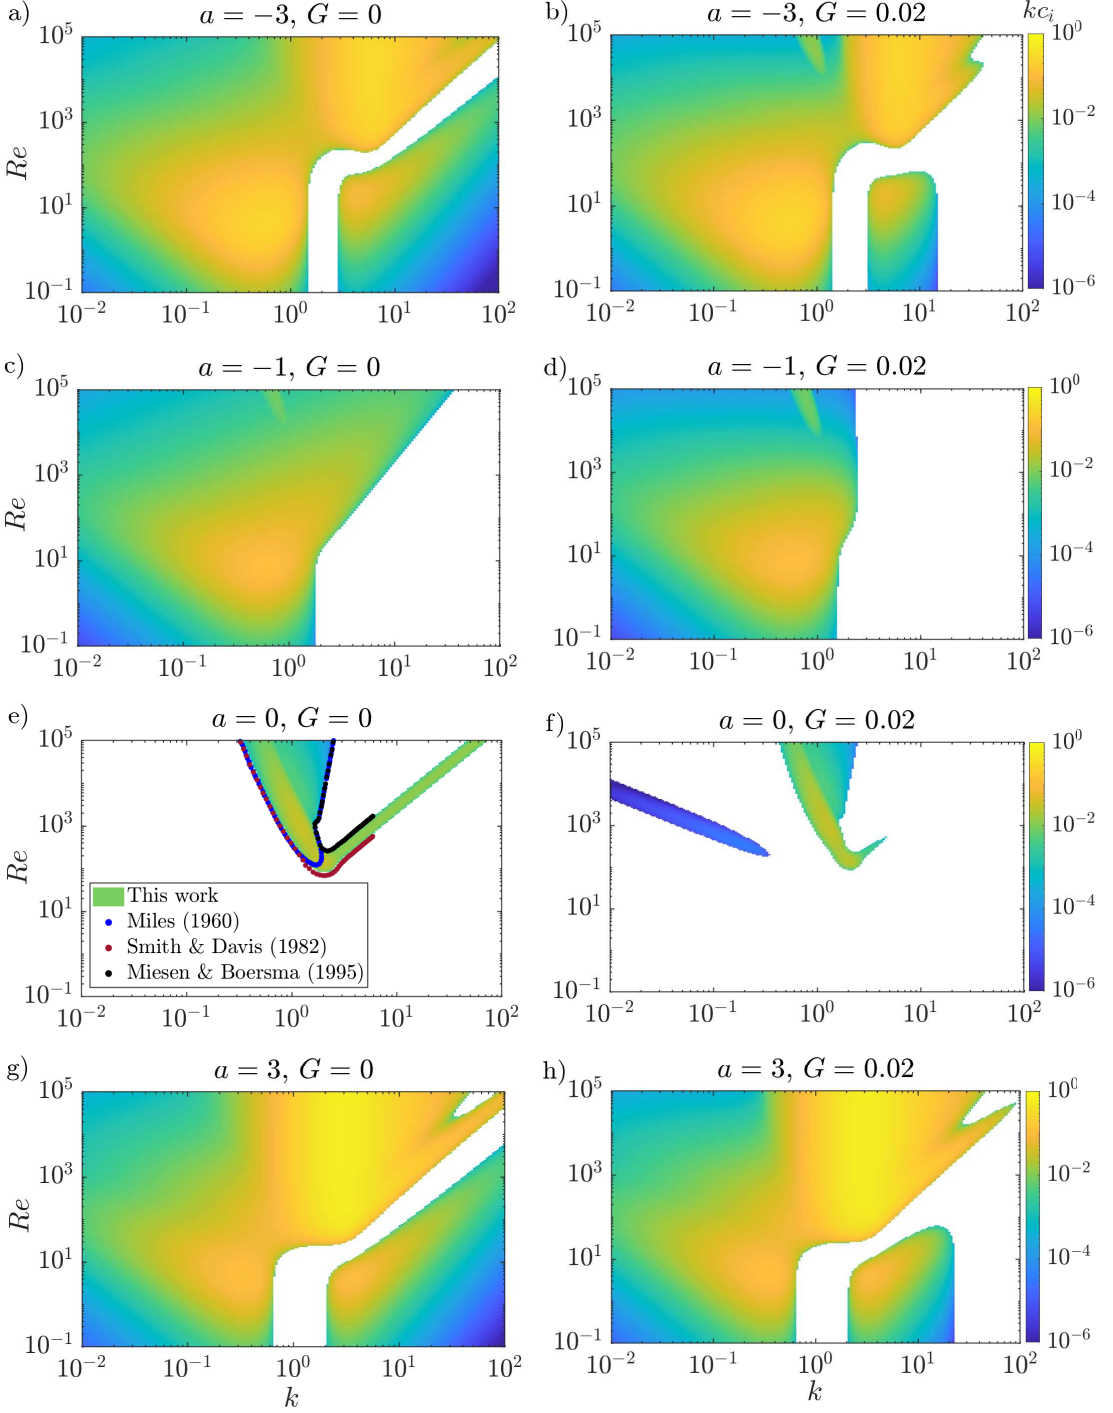 a) a = −3, G = 0
b) a = −3, G = 0.02
kc_i
10^5
10^3
10^1
10^−1
Re
10^−2 10^−1 10^0 10^1 10^2
10^5
10^3
10^1
10^−1
10^−2 10^−1 10^0 10^1 10^2
10^0
10^−2
10^−4
10^−6
c) a = −1, G = 0
d) a = −1, G = 0.02
10^5
10^3
10^1
10^−1
Re
10^−2 10^−1 10^0 10^1 10^2
10^5
10^3
10^1
10^−1
10^−2 10^−1 10^0 10^1 10^2
10^0
10^−2
10^−4
10^−6
e) a = 0, G = 0
f) a = 0, G = 0.02
10^5
10^3
10^1
10^−1
Re
This work
Miles (1960)
Smith & Davis (1982)
Miesen & Boersma (1995)
10^−2 10^−1 10^0 10^1 10^2
10^5
10^3
10^1
10^−1
10^−2 10^−1 10^0 10^1 10^2
10^0
10^−2
10^−4
10^−6
g) a = 3, G = 0
h) a = 3, G = 0.02
10^5
10^3
10^1
10^−1
Re
10^−2 10^−1 10^0 10^1 10^2
k
10^5
10^3
10^1
10^−1
10^−2 10^−1 10^0 10^1 10^2
k
10^0
10^−2
10^−4
10^−6